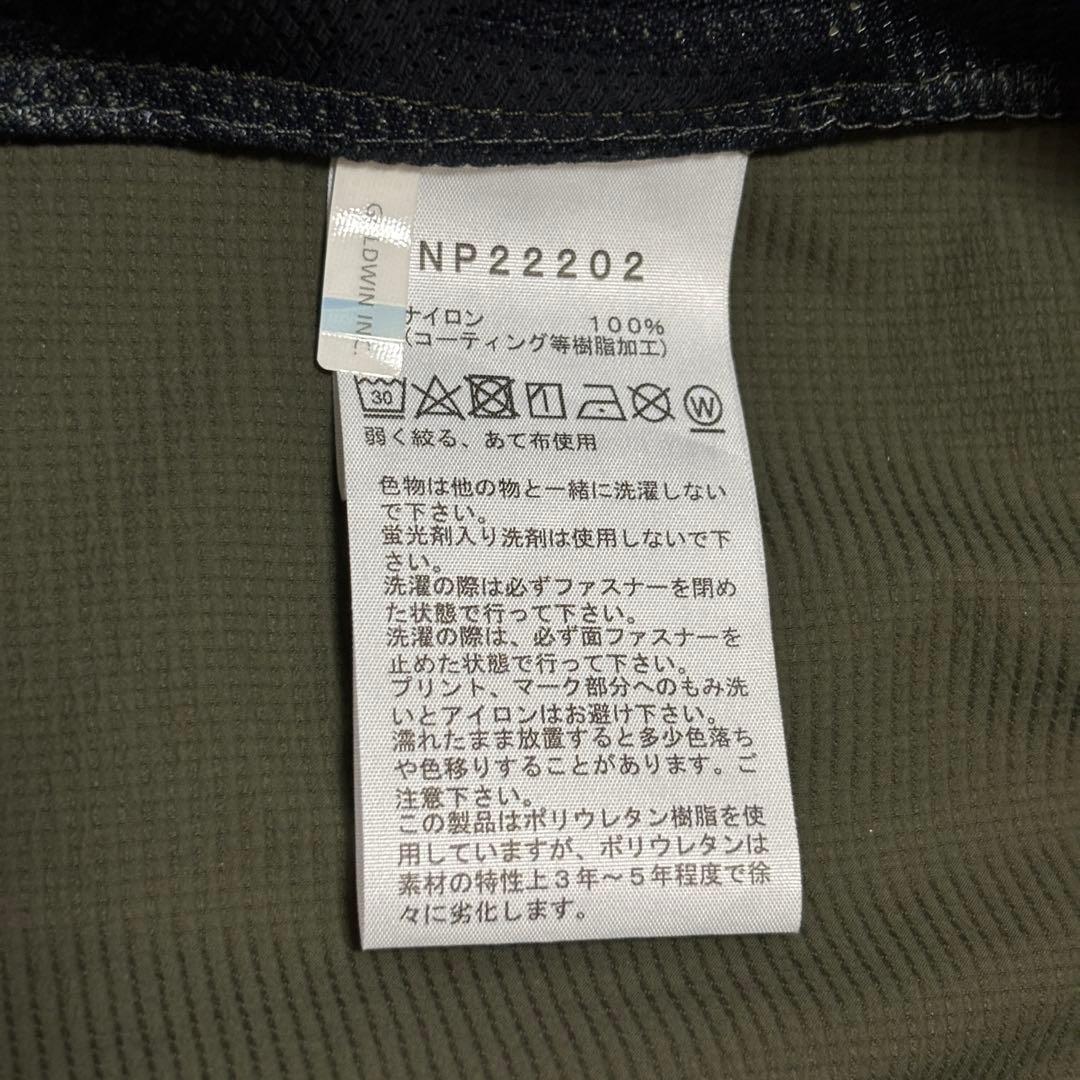 GOLDWIN INC.
NP22202
ナイロン 100%
(コーティング等樹脂加工)
30
W
弱く絞る、あて布使用
色物は他の物と一緒に洗濯しない
で下さい。
蛍光剤入り洗剤は使用しないで下
さい。
洗濯の際は必ずファスナーを閉め
た状態で行って下さい。
洗濯の際は、必ず面ファスナーを
止めた状態で行って下さい。
プリント、マーク部分へのもみ洗
いとアイロンはお避け下さい。
濡れたまま放置すると多少色落ち
や色移りすることがあります。ご
注意下さい。
この製品はポリウレタン樹脂を使
用していますが、ポリウレタンは
素材の特性上3年〜5年程度で徐
々に劣化します。